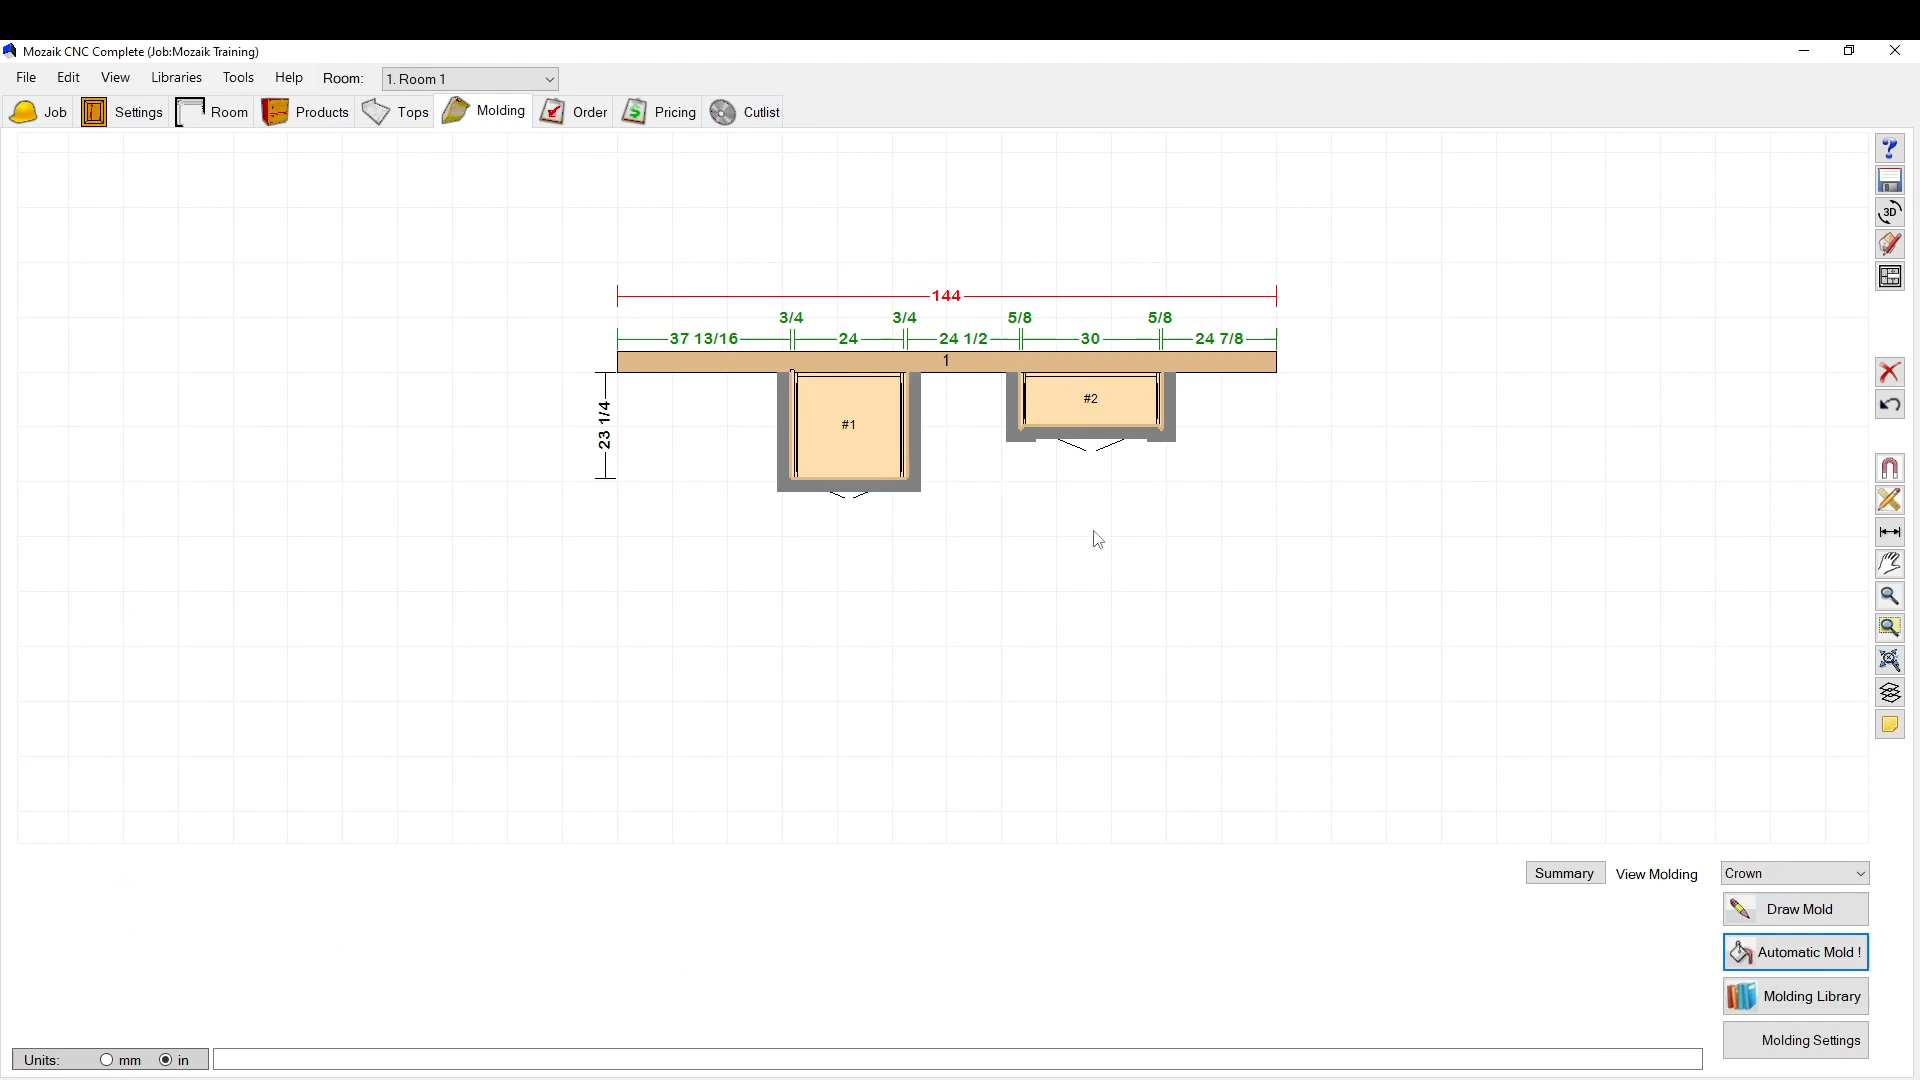 Mozaik CNC Complete (Job:Mozaik Training)
File Edit View Libraries Tools Help Room: 1. Room 1
Job Settings Room Products Tops Molding Order Pricing Cutlist
3D
144
3/4 3/4 5/8 5/8
37 13/16 24 24 1/2 30 24 7/8
1
23 1/4
#1
#2
Summary View Molding Crown
Draw Mold
Automatic Mold !
Molding Library
Molding Settings
Units: mm in